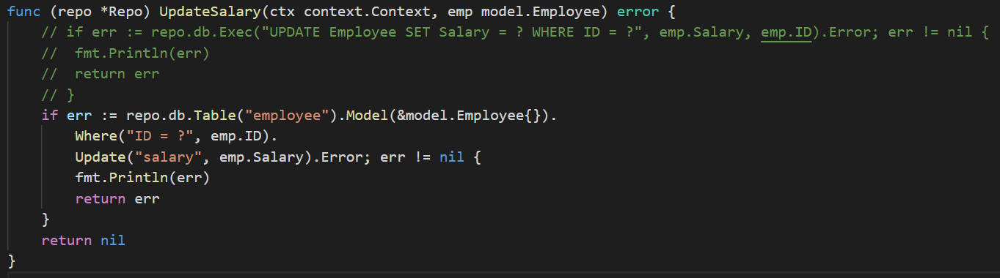 func (repo *Repo) UpdateSalary(ctx context.Context, emp model.Employee) error {
    // if err := repo.db.Exec("UPDATE Employee SET Salary = ? WHERE ID = ?", emp.Salary, emp.ID).Error; err != nil {
    //  fmt.Println(err)
    //  return err
    // }
    if err := repo.db.Table("employee").Model(&model.Employee{}).
        Where("ID = ?", emp.ID).
        Update("salary", emp.Salary).Error; err != nil {
        fmt.Println(err)
        return err
    }
    return nil
}